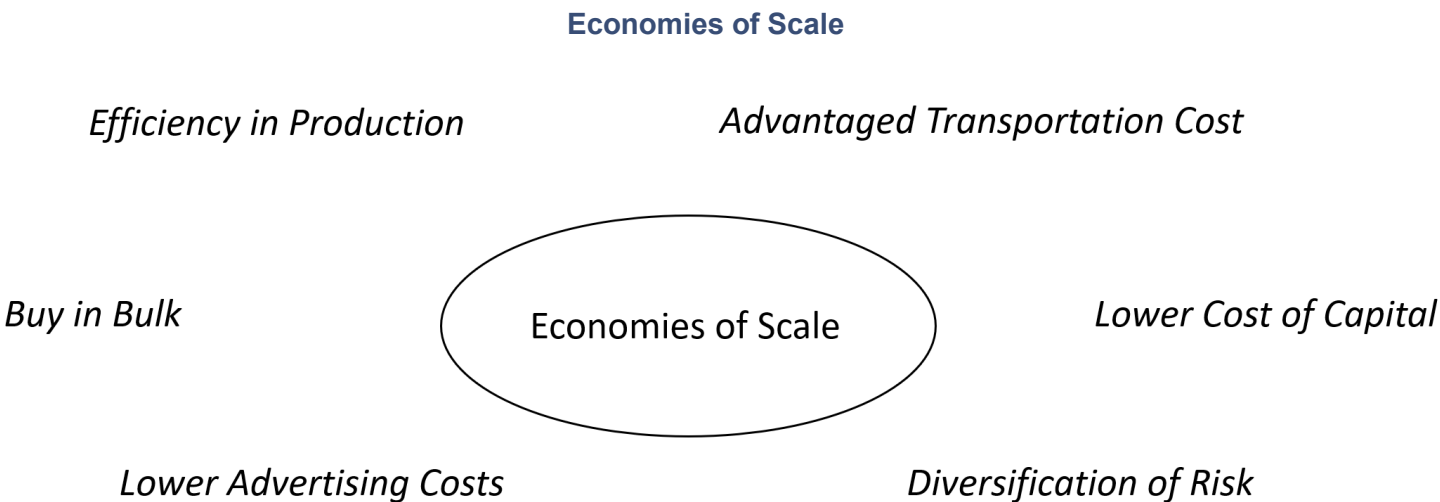 Economies of Scale
Efficiency in Production
Advantaged Transportation Cost
Buy in Bulk
Economies of Scale
Lower Cost of Capital
Lower Advertising Costs
Diversification of Risk